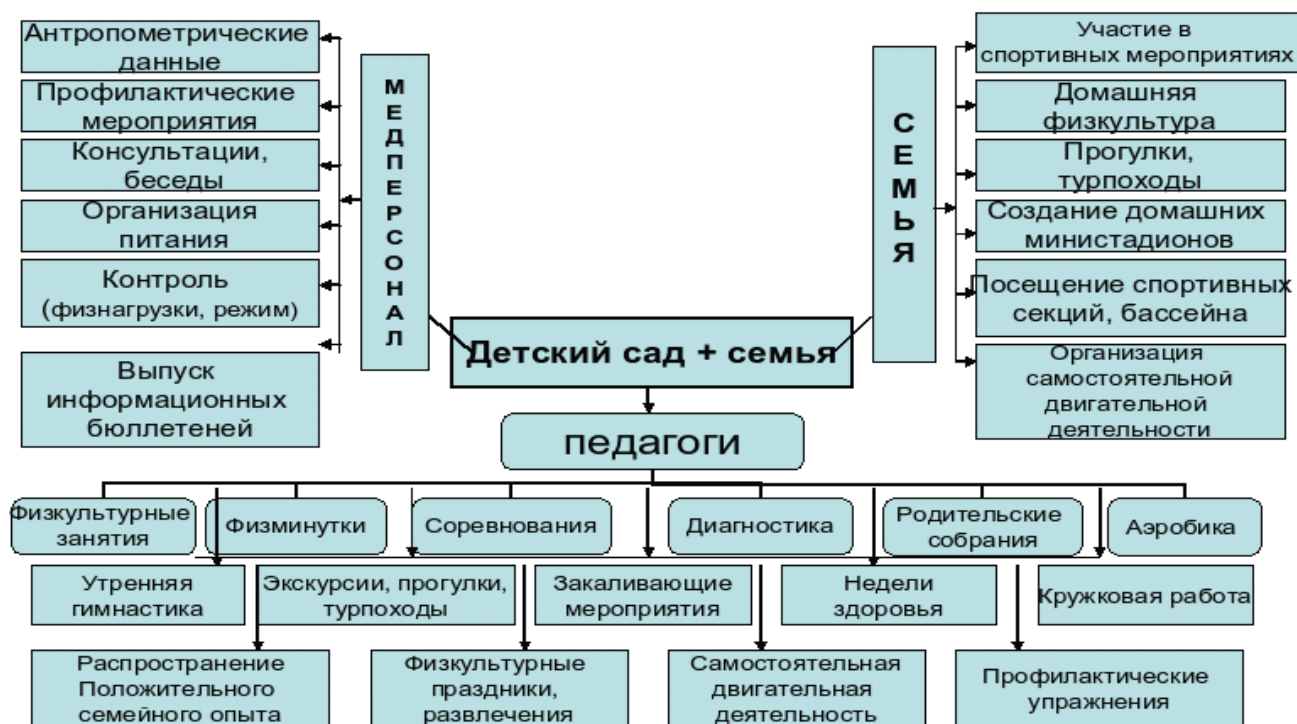 Антропометрические
данные
Профилактические
мероприятия
Консультации,
беседы
Организация
питания
Контроль
(физнагрузки, режим)
Выпуск
информационных
бюллетеней
МЕДПЕРСОНАЛ
СЕМЬЯ
Участие в
спортивных мероприятиях
Домашняя
физкультура
Прогулки,
турпоходы
Создание домашних
министадионов
Посещение спортивных
секций, бассейна
Организация
самостоятельной
двигательной
деятельности
Детский сад + семья
педагоги
Физкультурные
занятия
Физминутки
Соревнования
Диагностика
Родительские
собрания
Аэробика
Утренняя
гимнастика
Экскурсии, прогулки,
турпоходы
Закаливающие
мероприятия
Недели
здоровья
Кружковая работа
Распространение
Положительного
семейного опыта
Физкультурные
праздники,
развлечения
Самостоятельная
двигательная
деятельность
Профилактические
упражнения